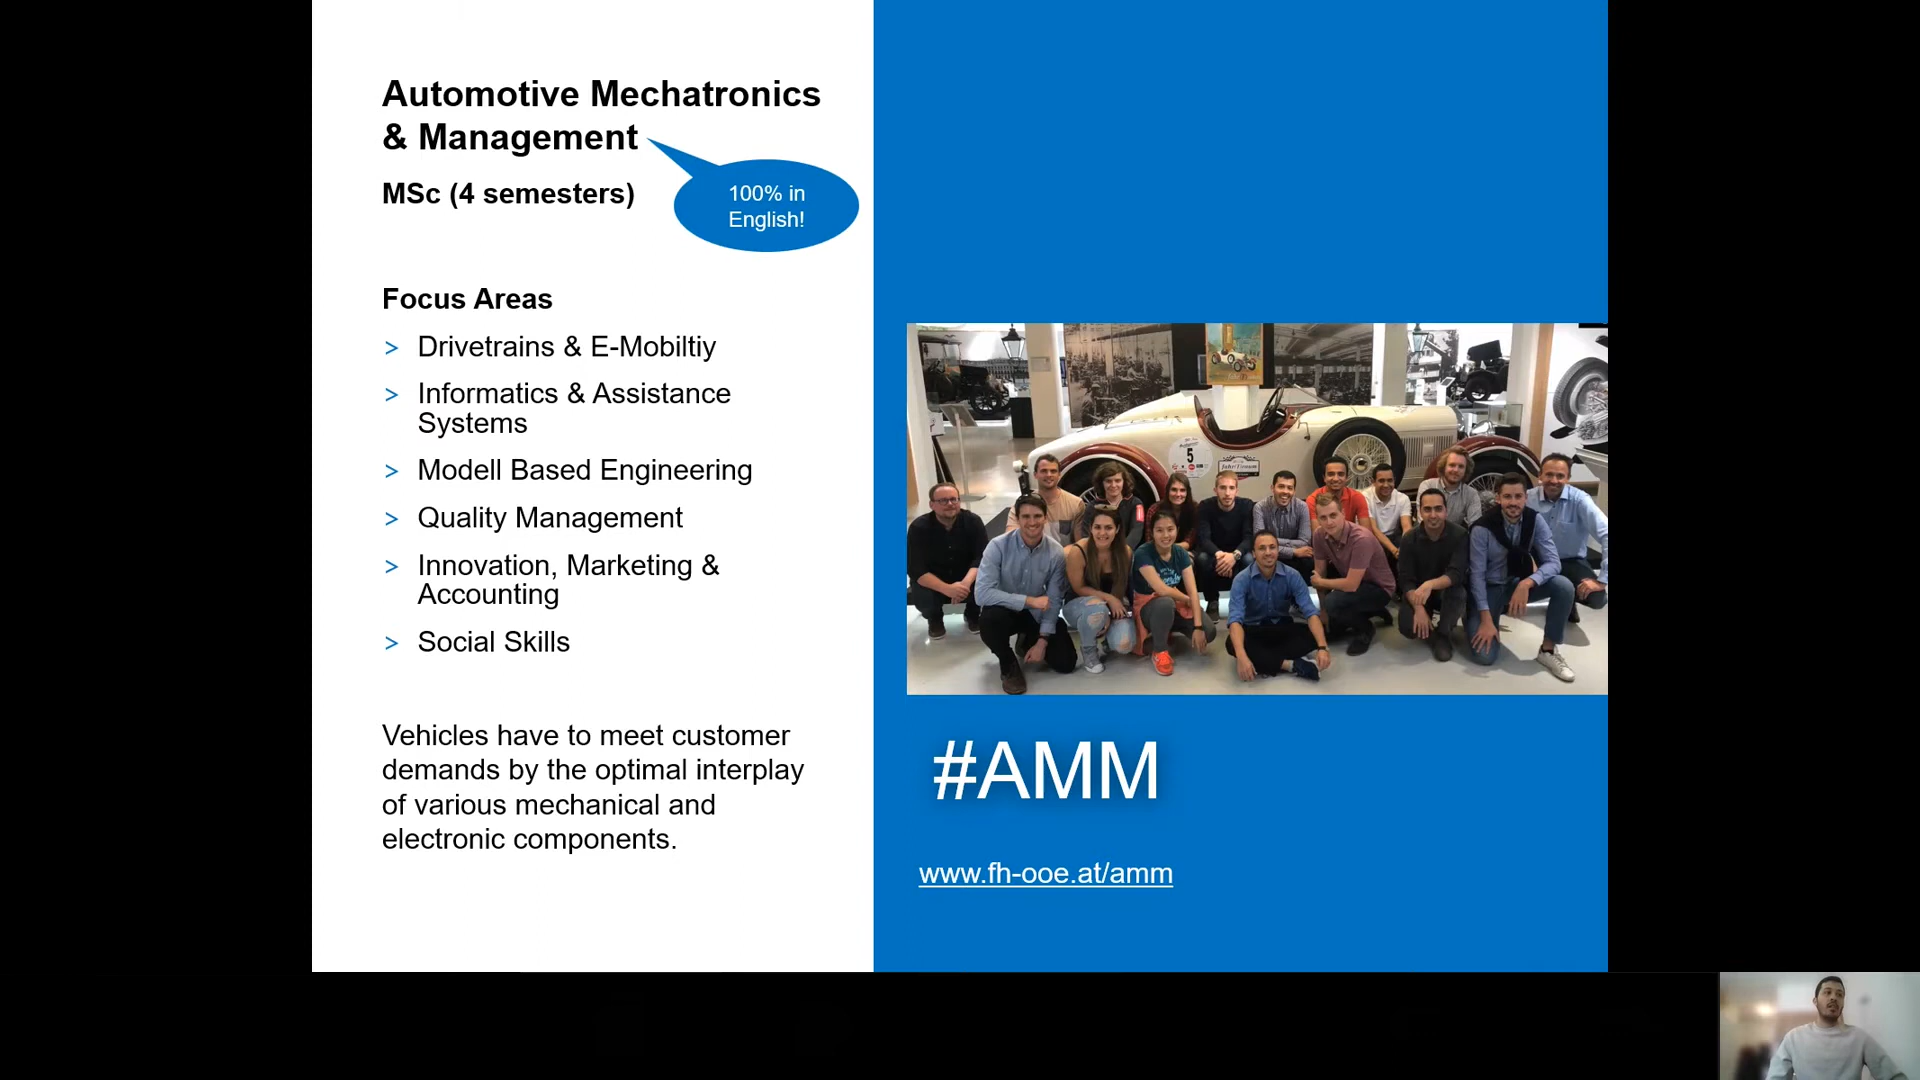 Automotive Mechatronics
& Management
MSc (4 semesters)
100% in
English!
Focus Areas
> Drivetrains & E-Mobiltiy
> Informatics & Assistance
Systems
> Modell Based Engineering
> Quality Management
> Innovation, Marketing &
Accounting
> Social Skills
Vehicles have to meet customer
demands by the optimal interplay
of various mechanical and
electronic components.
5
#AMM
www.fh-ooe.at/amm